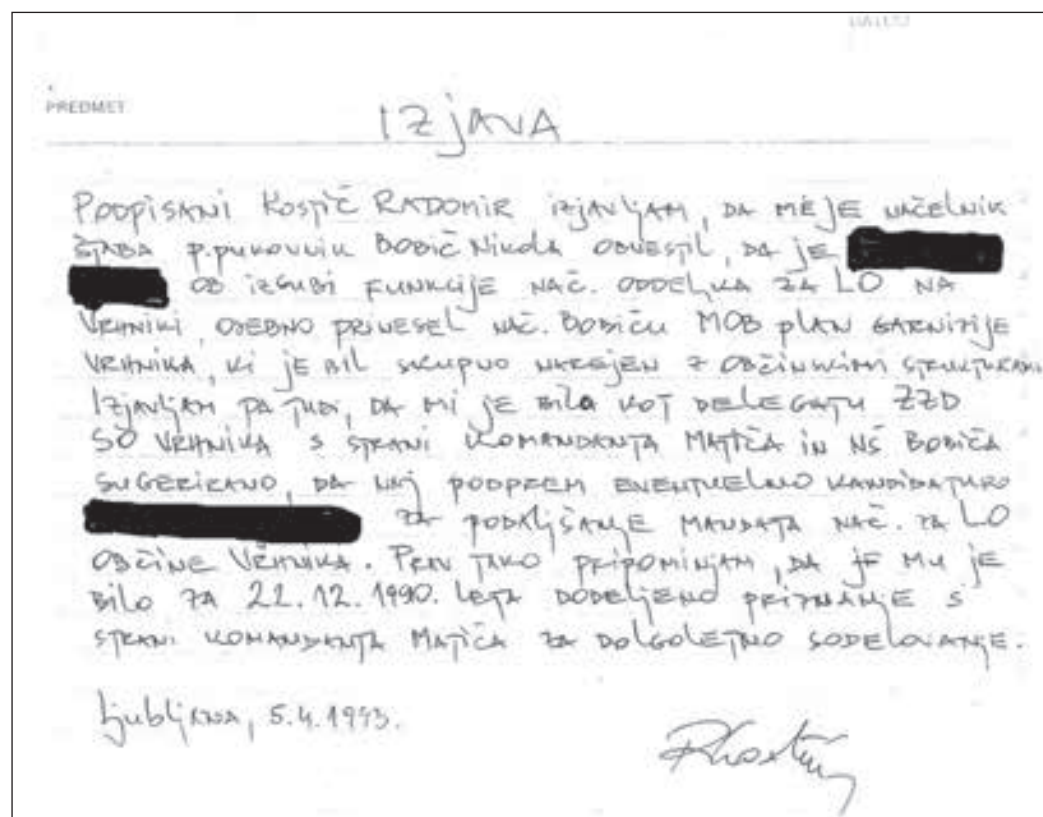 PREDMET
IZJAVA
PODPISANI KOSTIČ RADOMIR IZJAVLJAM, DA ME JE NAČELNIK
ŠTABA P.PUKOVNIK BOBIČ NIKOLA OBVESTIL, DA JE
OB IZGUBI FUNKCIJE NAČ. ODDELKA ZA LO NA
VRHNIKI, OSEBNO PRINESEL NAČ. BOBIČU MOB PLAN GARNIZIJE
VRHNIKA, KI JE BIL SKUPNO NAREJEN Z OBČINSKIMI STRUKTURAMI
IZJAVLJAM PA TUDI, DA MI JE BILA KOT DELEGATU ZZD
SO VRHNIKA S STRANI KOMANDANTA MATIČA IN NŠ BOBIČA
SUGERIRANO, DA NAJ PODPREM EVENTUELNO KANDIDATURO
ZA PODALJŠANJE MANDATA NAČ. ZA LO
OBČINE VRHNIKA. PRAV TAKO PRIPOMINJAM, DA JE MU JE
BILO ZA 22.12.1990. LETA DODELJENO PRIZNANJE S
STRANI KOMANDANTA MATIČA ZA DOLGOLETNO SODELOVANJE.
Ljubljana, 5.4.1993.